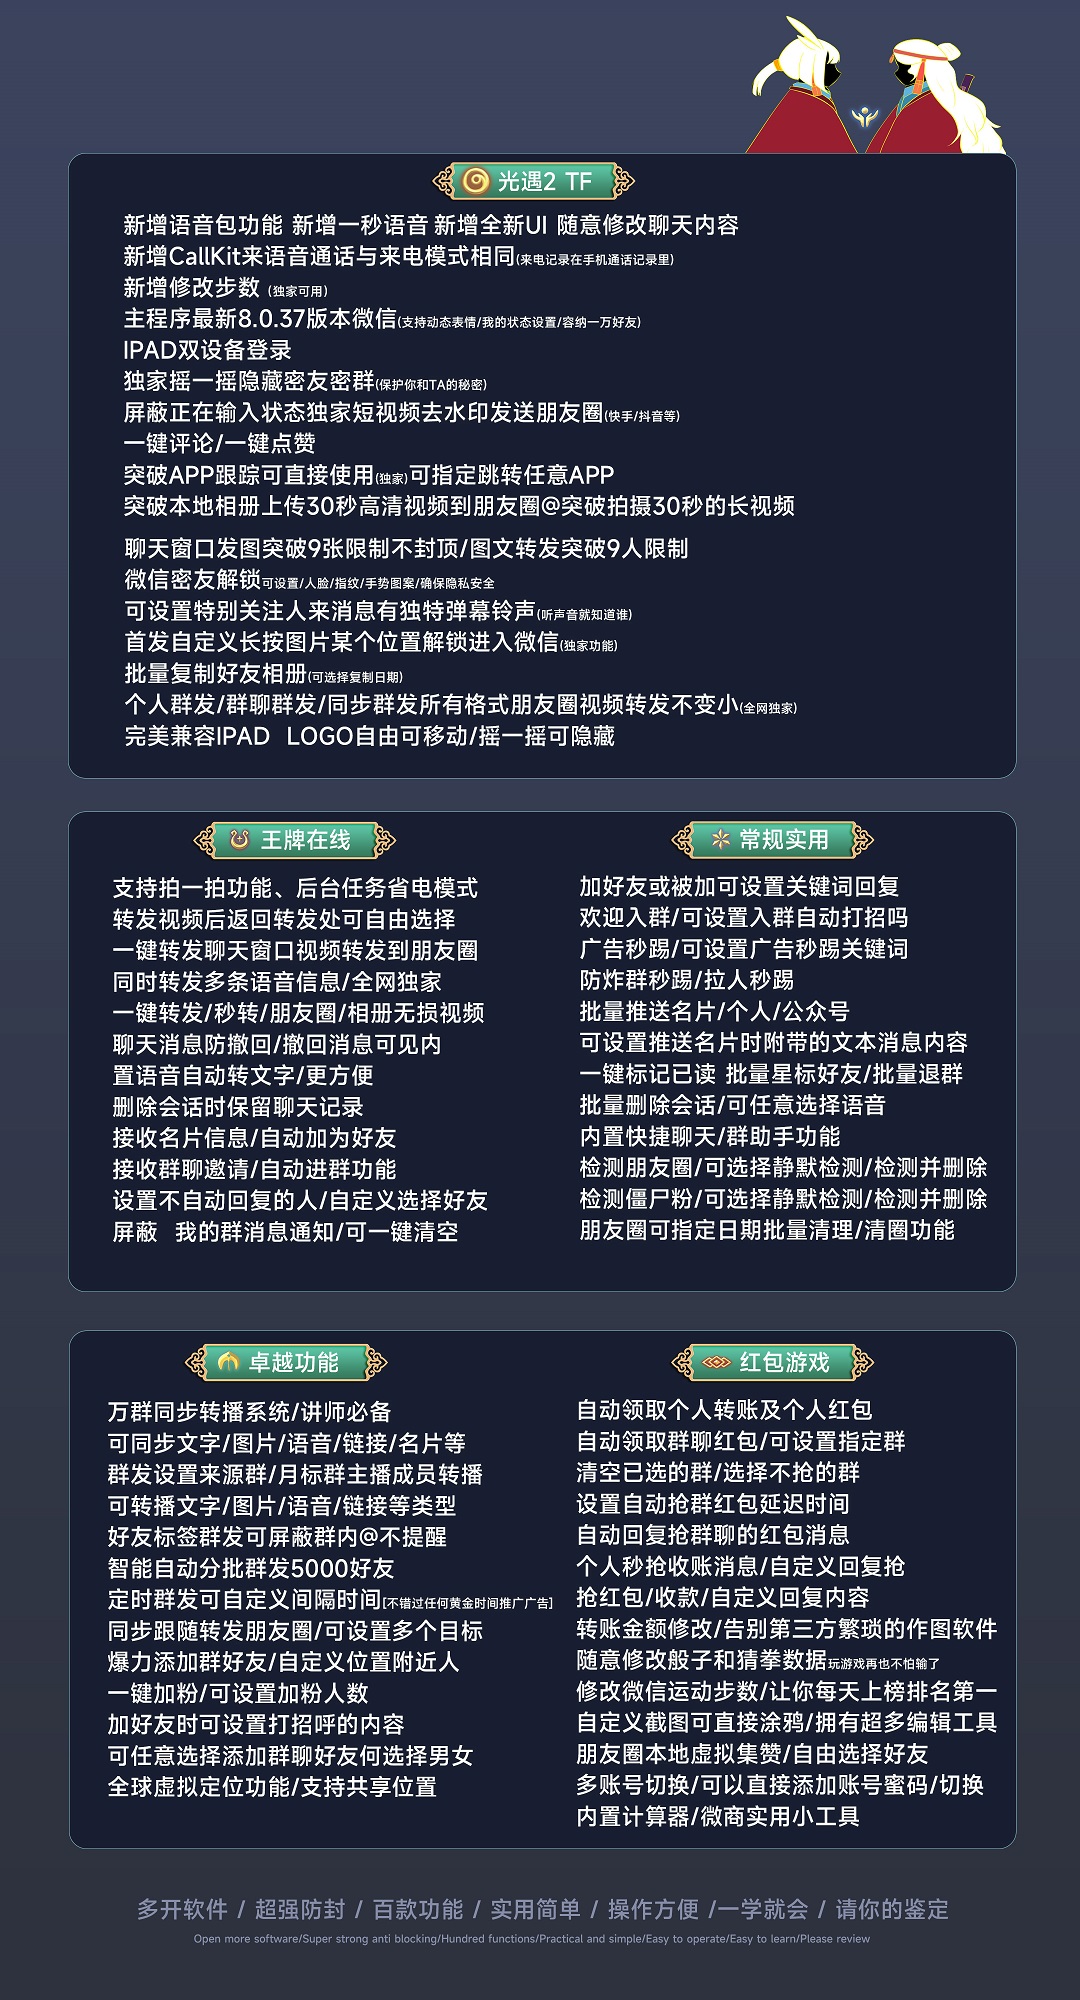 光遇2 TF
新增语音包功能 新增一秒语音 新增全新UI 随意修改聊天内容
新增CallKit来语音通话与来电模式相同(来电记录在手机通话记录里)
新增修改步数 (独家可用)
主程序最新8.0.37版本微信(支持动态表情/我的状态设置/容纳一万好友)
IPAD双设备登录
独家摇一摇隐藏密友密群(保护你和TA的秘密)
屏蔽正在输入状态独家短视频去水印发送朋友圈(快手/抖音等)
一键评论/一键点赞
突破APP跟踪可直接使用(独家)可指定跳转任意APP
突破本地相册上传30秒高清视频到朋友圈@突破拍摄30秒的长视频
聊天窗口发图突破9张限制不封顶/图文转发突破9人限制
微信密友解锁可设置/人脸/指纹/手势图案/确保隐私安全
可设置特别关注人来消息有独特弹幕铃声(听声音就知道谁)
首发自定义长按图片某个位置解锁进入微信(独家功能)
批量复制好友相册(可选择复制日期)
个人群发/群聊群发/同步群发所有格式朋友圈视频转发不变小(全网独家)
完美兼容IPAD LOGO自由可移动/摇一摇可隐藏
王牌在线
支持拍一拍功能、后台任务省电模式
转发视频后返回转发处可自由选择
一键转发聊天窗口视频转发到朋友圈
同时转发多条语音信息/全网独家
一键转发/秒转/朋友圈/相册无损视频
聊天消息防撤回/撤回消息可见内
置语音自动转文字/更方便
删除会话时保留聊天记录
接收名片信息/自动加为好友
接收群聊邀请/自动进群功能
设置不自动回复的人/自定义选择好友
屏蔽 我的群消息通知/可一键清空
常规实用
加好友或被加可设置关键词回复
欢迎入群/可设置入群自动打招吗
广告秒踢/可设置广告秒踢关键词
防炸群秒踢/拉人秒踢
批量推送名片/个人/公众号
可设置推送名片时附带的文本消息内容
一键标记已读 批量星标好友/批量退群
批量删除会话/可任意选择语音
内置快捷聊天/群助手功能
检测朋友圈/可选择静默检测/检测并删除
检测僵尸粉/可选择静默检测/检测并删除
朋友圈可指定日期批量清理/清圈功能
卓越功能
万群同步转播系统/讲师必备
可同步文字/图片/语音/链接/名片等
群发设置来源群/月标群主播成员转播
可转播文字/图片/语音/链接等类型
好友标签群发可屏蔽群内@不提醒
智能自动分批群发5000好友
定时群发可自定义间隔时间[不错过任何黄金时间推广广告]
同步跟随转发朋友圈/可设置多个目标
爆力添加群好友/自定义位置附近人
一键加粉/可设置加粉人数
加好友时可设置打招呼的内容
可任意选择添加群聊好友何选择男女
全球虚拟定位功能/支持共享位置
红包游戏
自动领取个人转账及个人红包
自动领取群聊红包/可设置指定群
清空已选的群/选择不抢的群
设置自动抢群红包延迟时间
自动回复抢群聊的红包消息
个人秒抢收账消息/自定义回复抢
抢红包/收款/自定义回复内容
转账金额修改/告别第三方繁琐的作图软件
随意修改骰子和猜拳数据玩游戏再也不怕输了
修改微信运动步数/让你每天上榜排名第一
自定义截图可直接涂鸦/拥有超多编辑工具
朋友圈本地虚拟集赞/自由选择好友
多账号切换/可以直接添加账号蜜码/切换
内置计算器/微商实用小工具
多开软件 / 超强防封 / 百款功能 / 实用简单 / 操作方便 /一学就会 / 请你的鉴定
Open more software/Super strong anti blocking/Hundred functions/Practical and simple/Easy to operate/Easy to learn/Please review